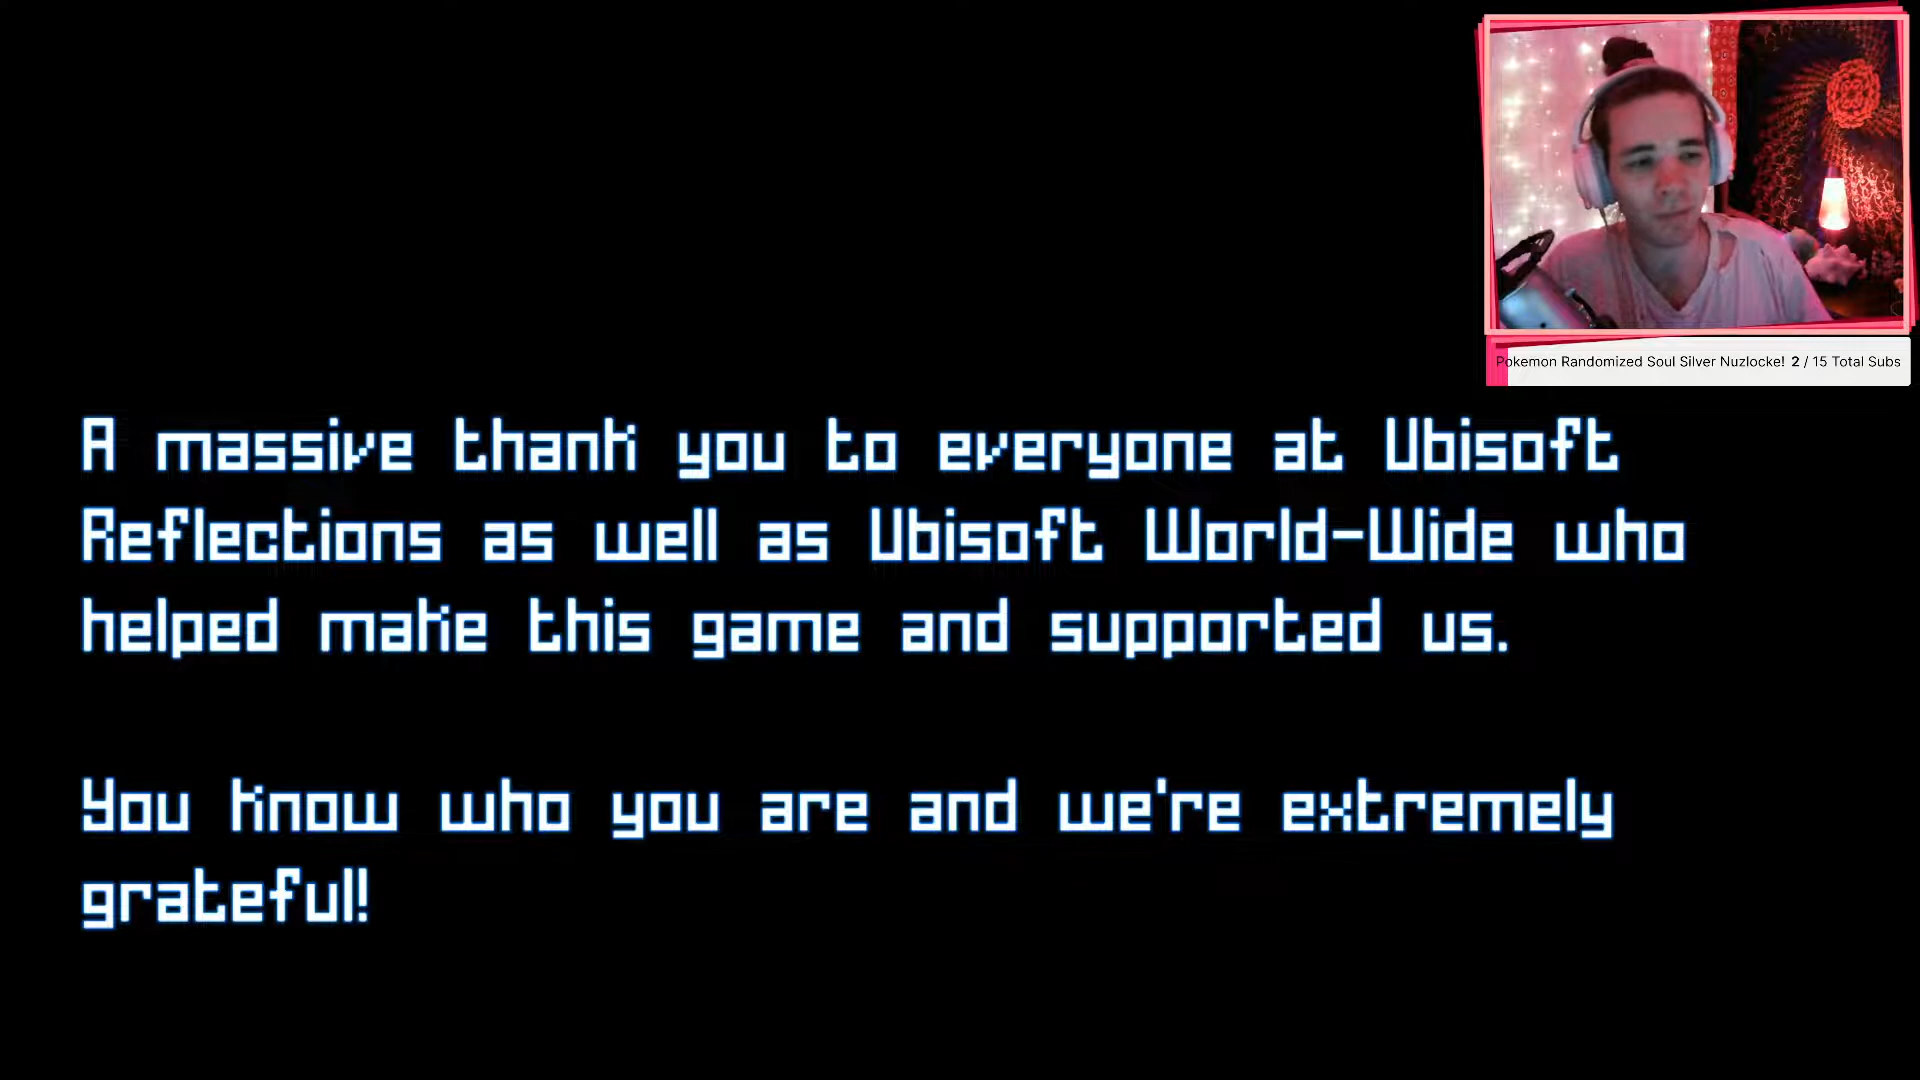 Pokemon Randomized Soul Silver Nuzlocke! 2 / 15 Total Subs
A massive thank you to everyone at Ubisoft
Reflections as well as Ubisoft World-Wide who
helped make this game and supported us.
You know who you are and we're extremely
grateful!